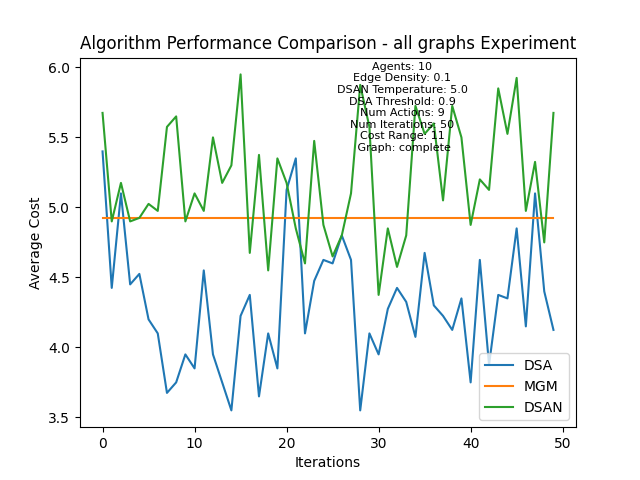 Algorithm Performance Comparison - all graphs Experiment
Agents: 10
Edge Density: 0.1
DSAN Temperature: 5.0
DSA Threshold: 0.9
Num Actions: 9
Num Iterations: 50
Cost Range: 11
Graph: complete
6.0
5.5
5.0
4.5
4.0
3.5
Average Cost
0 10 20 30 40 50
Iterations
DSA
MGM
DSAN